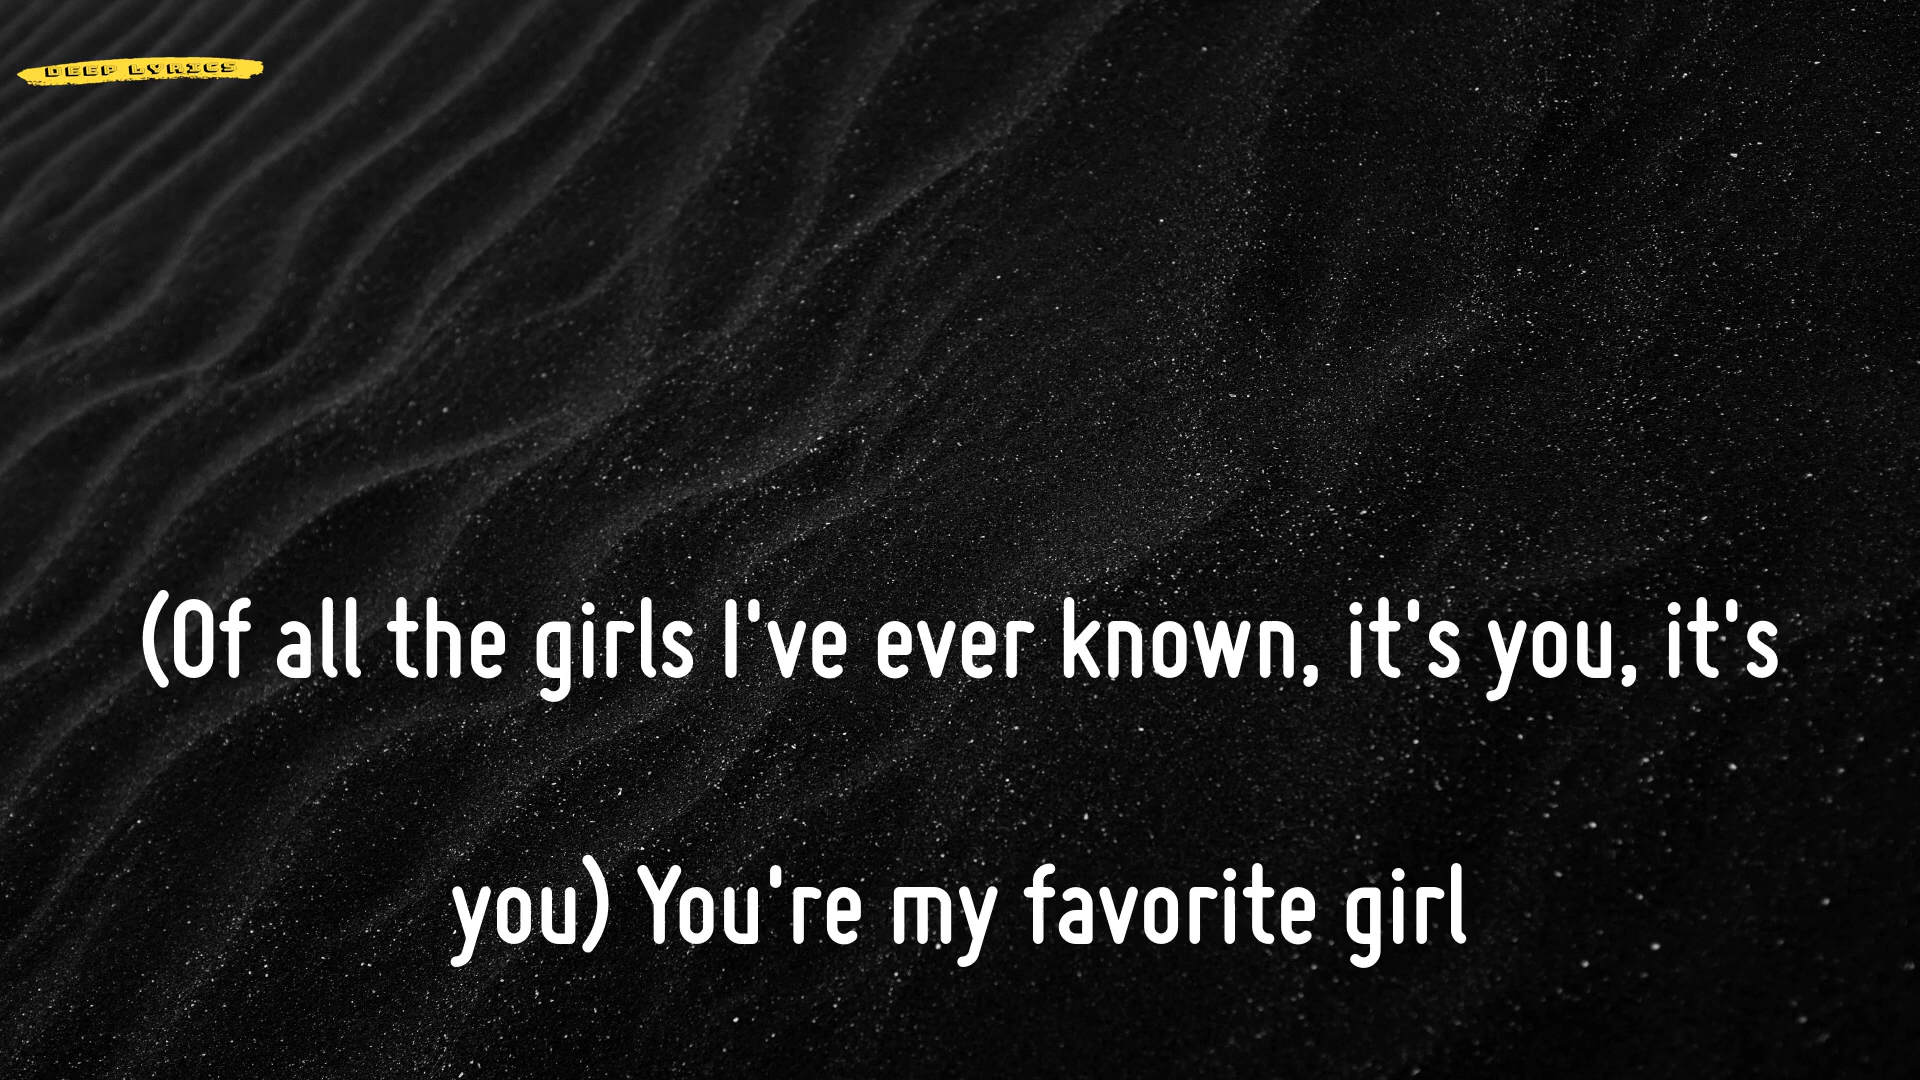 DEEP LYRICS
(Of all the girls I've ever known, it's you, it's
you) You're my favorite girl